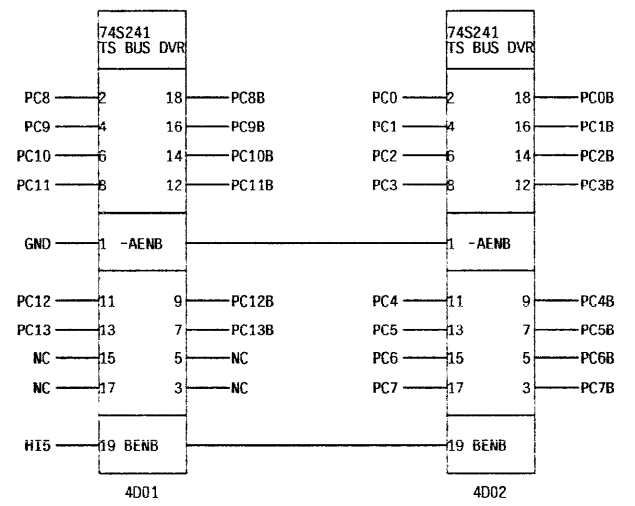 74S241 74S241
TS BUS DVR TS BUS DVR
PC8 2 18 PC8B PC0 2 18 PC0B
PC9 4 16 PC9B PC1 4 16 PC1B
PC10 6 14 PC10B PC2 6 14 PC2B
PC11 8 12 PC11B PC3 8 12 PC3B
GND 1 -AENB 1 -AENB
PC12 11 9 PC12B PC4 11 9 PC4B
PC13 13 7 PC13B PC5 13 7 PC5B
NC 15 5 NC PC6 15 5 PC6B
NC 17 3 NC PC7 17 3 PC7B
HI5 19 BENB 19 BENB
4D01 4D02